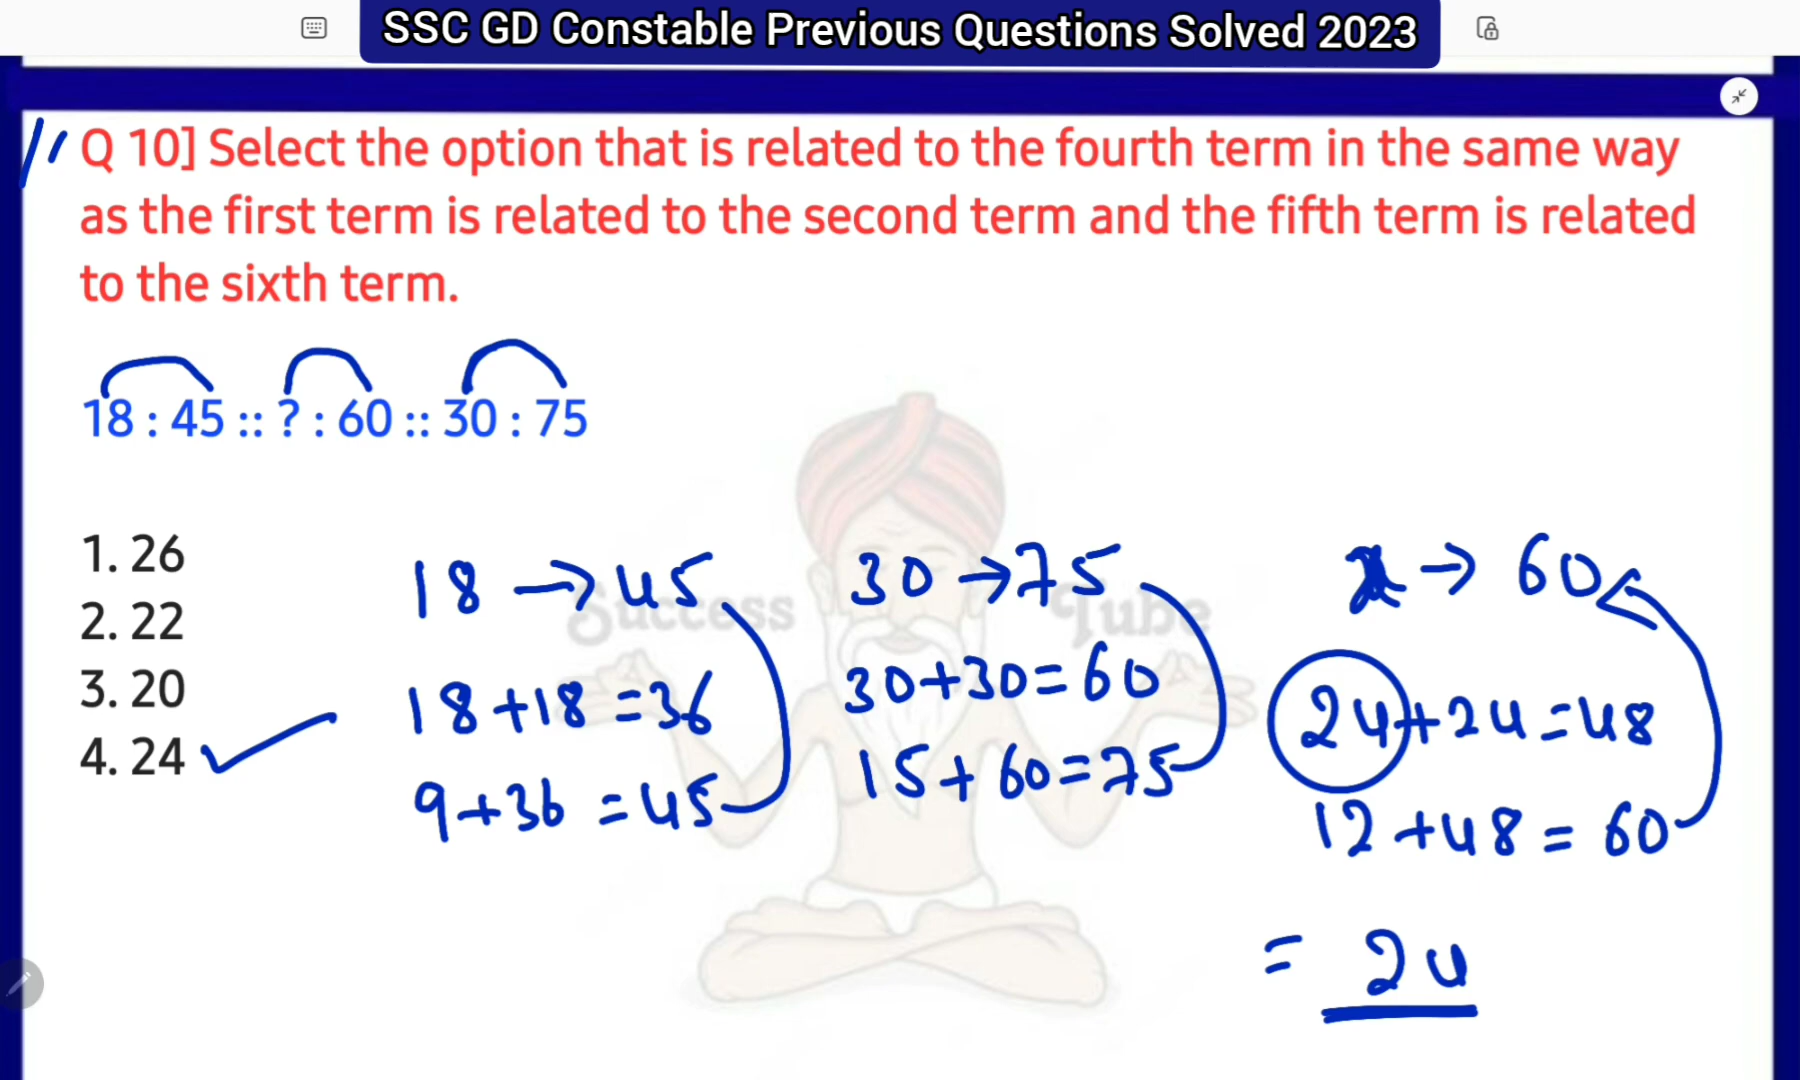 SSC GD Constable Previous Questions Solved 2023
Q 10] Select the option that is related to the fourth term in the same way
as the first term is related to the second term and the fifth term is related
to the sixth term.
18 : 45 :: ? : 60 :: 30 : 75
1. 26
2. 22
3. 20
4. 24
18 → 45
18+18=36
9+36=45
30 → 75
30+30=60
15+60=75
x → 60
24+24=48
12+48=60
= 24
Success Tube